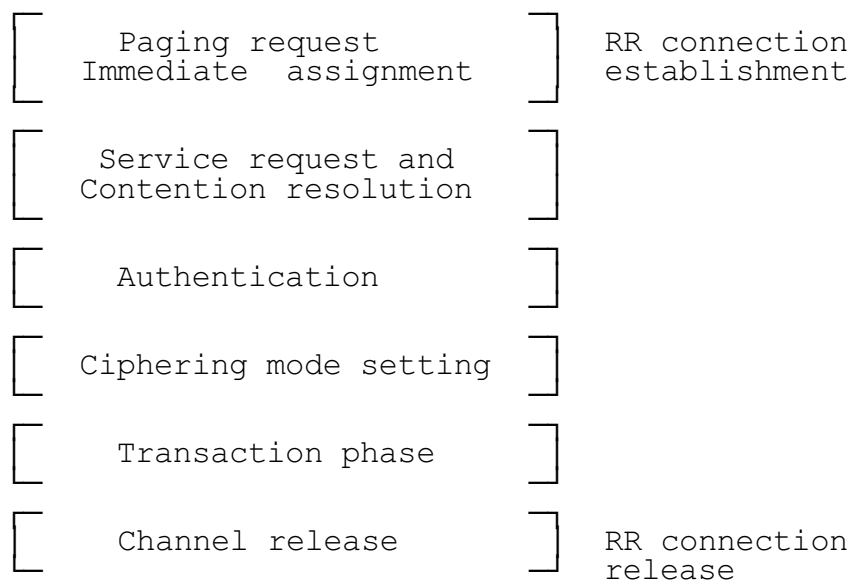 Paging request
Immediate assignment
RR connection
establishment
Service request and
Contention resolution
Authentication
Ciphering mode setting
Transaction phase
Channel release
RR connection
release